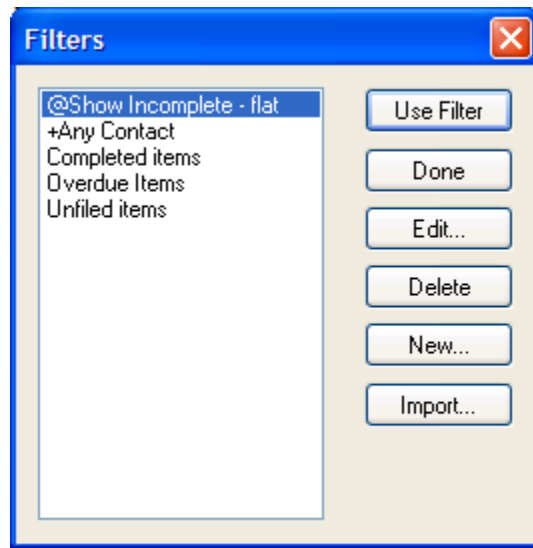 Filters
@Show Incomplete - flat
+Any Contact
Completed items
Overdue Items
Unfiled items
Use Filter
Done
Edit...
Delete
New...
Import...